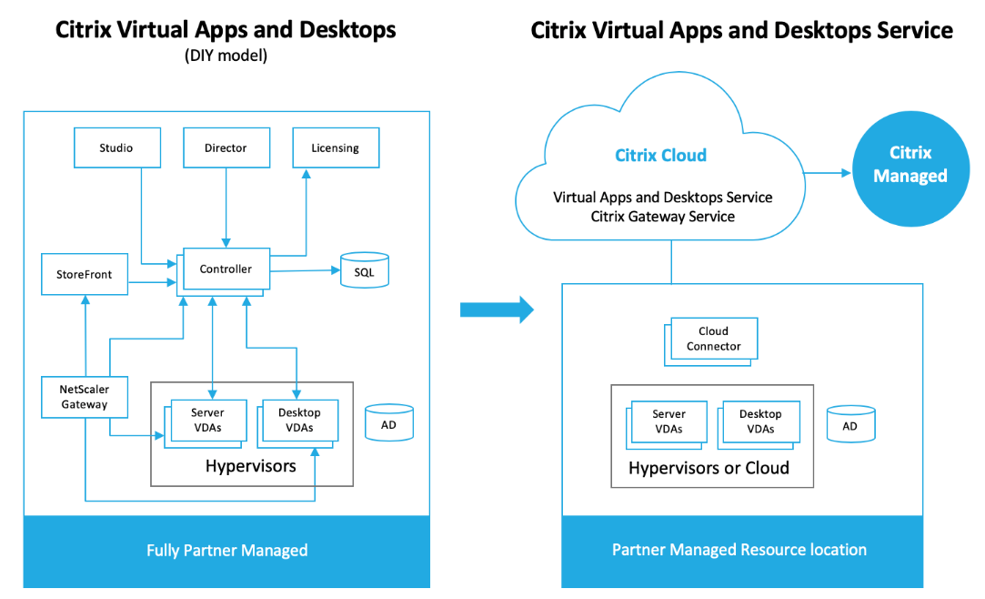 Citrix Virtual Apps and Desktops
(DIY model)
Studio
Director
Licensing
StoreFront
Controller
SQL
NetScaler
Gateway
Server
VDAs
Desktop
VDAs
AD
Hypervisors
Fully Partner Managed
Citrix Virtual Apps and Desktops Service
Citrix Cloud
Virtual Apps and Desktops Service
Citrix Gateway Service
Citrix
Managed
Cloud
Connector
Server
VDAs
Desktop
VDAs
AD
Hypervisors or Cloud
Partner Managed Resource location